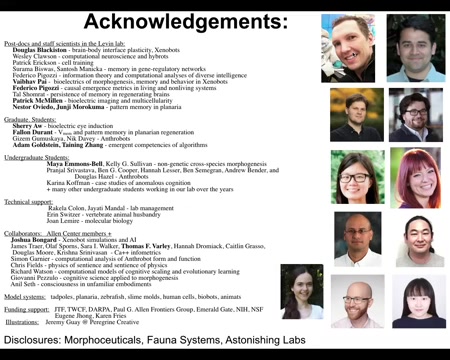 Acknowledgements:
Post-docs and staff scientists in the Levin lab:
Douglas Blackiston - brain-body interface plasticity, Xenobots
Wesley Clawson - computational neuroscience and hybrots
Patrick Erickson - cell training
Surama Biswas, Santosh Manicka - memory in gene-regulatory networks
Federico Pigozzi - information theory and computational analyses of diverse intelligence
Vaibhav Pai - bioelectrics of morphogenesis, memory and behavior in Xenobots
Federico Pigozzi - causal emergence metrics in living and nonliving systems
Tal Shomrat - persistence of memory in regenerating brains
Patrick McMillen - bioelectric imaging and multicellularity
Nestor Oviedo, Junji Morokuma - pattern memory in planaria
Graduate Students:
Sherry Aw - bioelectric eye induction
Fallon Durant - Vmem and pattern memory in planarian regeneration
Gizem Gumuskaya, Nik Davey - Anthrobots
Adam Goldstein, Taining Zhang - emergent competencies of algorithms
Undergraduate Students:
Maya Emmons-Bell, Kelly G. Sullivan - non-genetic cross-species morphogenesis
Pranjal Srivastava, Ben G. Cooper, Hannah Lesser, Ben Semegran, Andrew Bender, and
Douglas Hazel - Anthrobots
Karina Koffman - case studies of anomalous cognition
+ many other undergraduate students working in our lab over the years
Technical support:
Rakela Colon, Jayati Mandal - lab management
Erin Switzer - vertebrate animal husbandry
Joan Lemire - molecular biology
Collaborators: Allen Center members +
Joshua Bongard - Xenobot simulations and AI
James Traer, Olaf Sporns, Sara I. Walker, Thomas F. Varley, Hannah Dromiack, Caitlin Grasso,
Douglas Moore, Krishna Srinivasan - Ca++ infometrics
Simon Garnier - computational analysis of Anthrobot form and function
Chris Fields - physics of sentience and sentience of physics
Richard Watson - computational models of cognitive scaling and evolutionary learning
Giovanni Pezzulo - cognitive science applied to morphogenesis
Anil Seth - consciousness in unfamiliar embodiments
Model systems: tadpoles, planaria, zebrafish, slime molds, human cells, biobots, animats
Funding support: JTF, TWCF, DARPA, Paul G. Allen Frontiers Group, Emerald Gate, NIH, NSF
Eugene Jhong, Karen Fries
Illustrations: Jeremy Guay @ Peregrine Creative
Disclosures: Morphoceuticals, Fauna Systems, Astonishing Labs